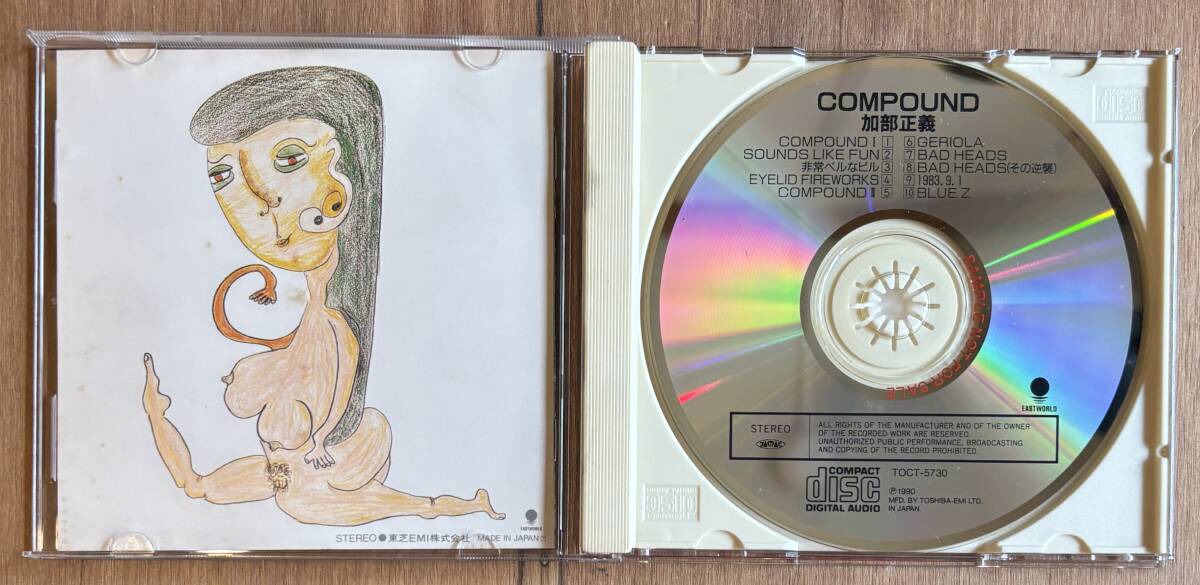 STEREO ● 東芝EMI株式会社 MADE IN JAPAN
EASTWORLD
COMPOUND
加部正義
COMPOUND Ⅰ 1 6 GERIOLA
SOUNDS LIKE FUN 2 7 BAD HEADS
非常ベルなビル 3 8 BAD HEADS(その逆襲)
EYELID FIREWORKS 4 9 1983. 9. 1
COMPOUND Ⅱ 5 10 BLUE Z
SAMPLE NOT FOR SALE
EASTWORLD
STEREO
ALL RIGHTS OF THE MANUFACTURER AND OF THE OWNER
OF THE RECORDED WORK ARE RESERVED.
UNAUTHORIZED PUBLIC PERFORMANCE, BROADCASTING
AND COPYING OF THE RECORD PROHIBITED.
COMPACT
disc
DIGITAL AUDIO
TOCT-5730
Ⓟ1990
MFD. BY TOSHIBA-EMI LTD.
IN JAPAN.